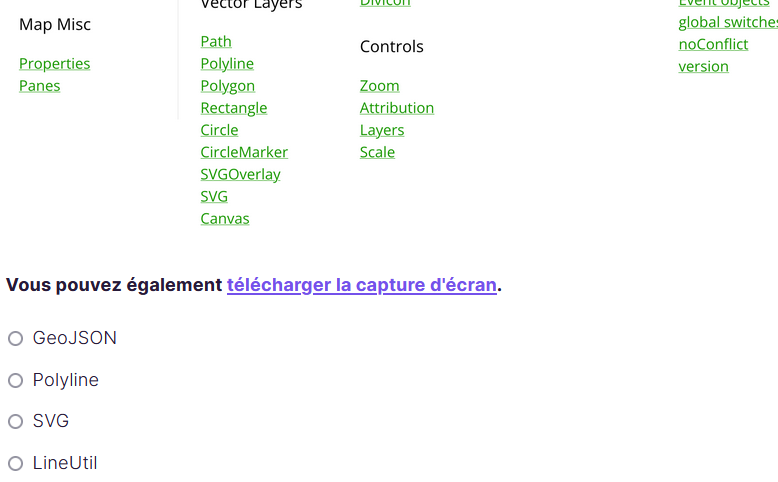 Map Misc
Properties
Panes
Vector Layers
Path
Polyline
Polygon
Rectangle
Circle
CircleMarker
SVGOverlay
SVG
Canvas
DivIcon
Controls
Zoom
Attribution
Layers
Scale
Event objects
global switches
noConflict
version
Vous pouvez également télécharger la capture d'écran.
GeoJSON
Polyline
SVG
LineUtil